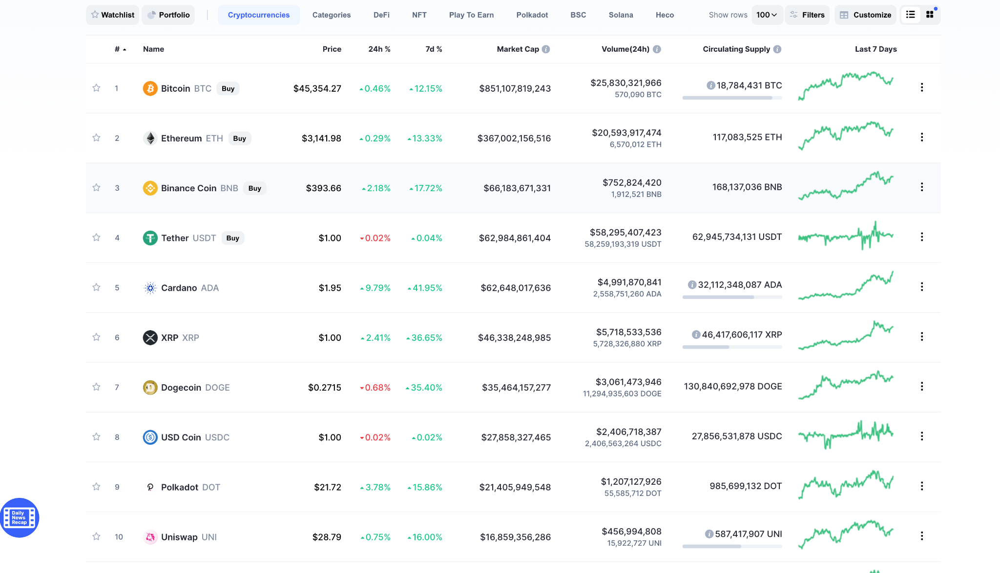 Watchlist Portfolio Cryptocurrencies Categories DeFi NFT Play To Earn Polkadot BSC Solana Heco Show rows 100 Filters Customize
# Name Price 24h % 7d % Market Cap Volume(24h) Circulating Supply Last 7 Days
1 Bitcoin BTC Buy $45,354.27 0.46% 12.15% $851,107,819,243 $25,830,321,966 18,784,431 BTC
570,090 BTC
2 Ethereum ETH Buy $3,141.98 0.29% 13.33% $367,002,156,516 $20,593,917,474 117,083,525 ETH
6,570,012 ETH
3 Binance Coin BNB Buy $393.66 2.18% 17.72% $66,183,671,331 $752,824,420 168,137,036 BNB
1,912,521 BNB
4 Tether USDT Buy $1.00 0.02% 0.04% $62,984,861,404 $58,295,407,423 62,945,734,131 USDT
58,259,193,319 USDT
5 Cardano ADA $1.95 9.79% 41.95% $62,648,017,636 $4,991,870,841 32,112,348,087 ADA
2,558,751,260 ADA
6 XRP XRP $1.00 2.41% 36.65% $46,338,248,985 $5,718,533,536 46,417,606,117 XRP
5,728,326,880 XRP
7 Dogecoin DOGE $0.2715 0.68% 35.40% $35,464,157,277 $3,061,473,946 130,840,692,978 DOGE
11,294,935,603 DOGE
8 USD Coin USDC $1.00 0.02% 0.02% $27,858,327,465 $2,406,718,387 27,856,531,878 USDC
2,406,563,264 USDC
9 Polkadot DOT $21.72 3.78% 15.86% $21,405,949,548 $1,207,127,926 985,699,132 DOT
55,585,712 DOT
Daily
News
Recap
10 Uniswap UNI $28.79 0.75% 16.00% $16,859,356,286 $456,994,808 587,417,907 UNI
15,922,727 UNI